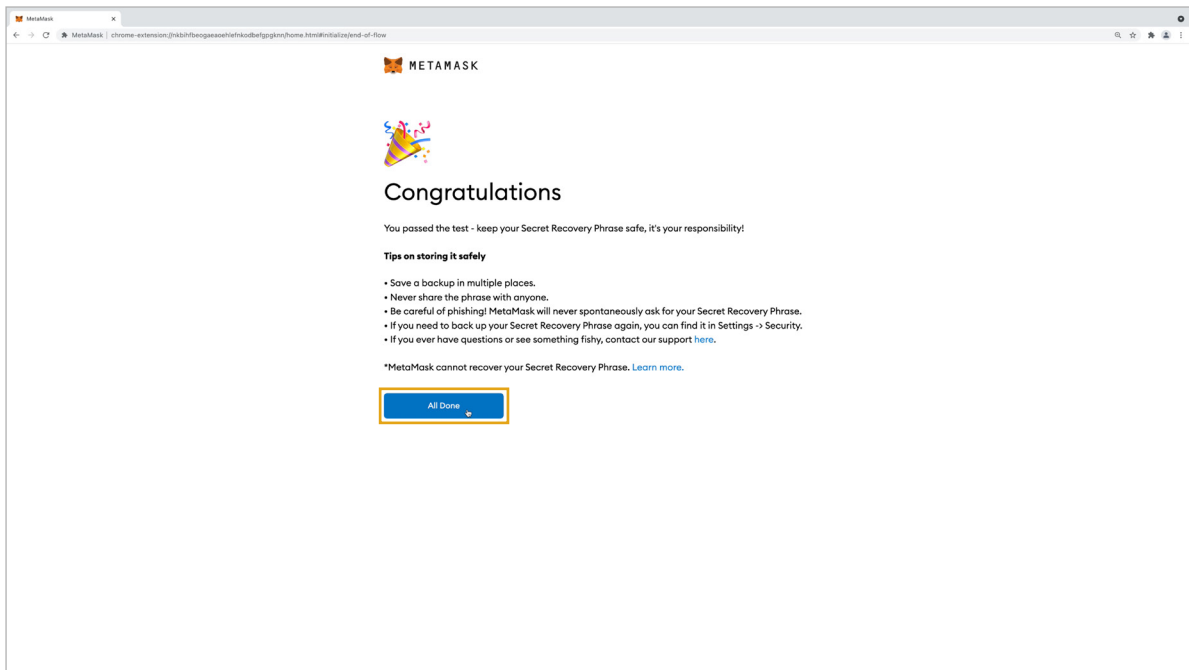 MetaMask
MetaMask | chrome-extension://nkbihfbeogaeaoehlefnkodbefgpgknn/home.html#initialize/end-of-flow
METAMASK
Congratulations
You passed the test - keep your Secret Recovery Phrase safe, it's your responsibility!
Tips on storing it safely
• Save a backup in multiple places.
• Never share the phrase with anyone.
• Be careful of phishing! MetaMask will never spontaneously ask for your Secret Recovery Phrase.
• If you need to back up your Secret Recovery Phrase again, you can find it in Settings -> Security.
• If you ever have questions or see something fishy, contact our support here.
*MetaMask cannot recover your Secret Recovery Phrase. Learn more.
All Done